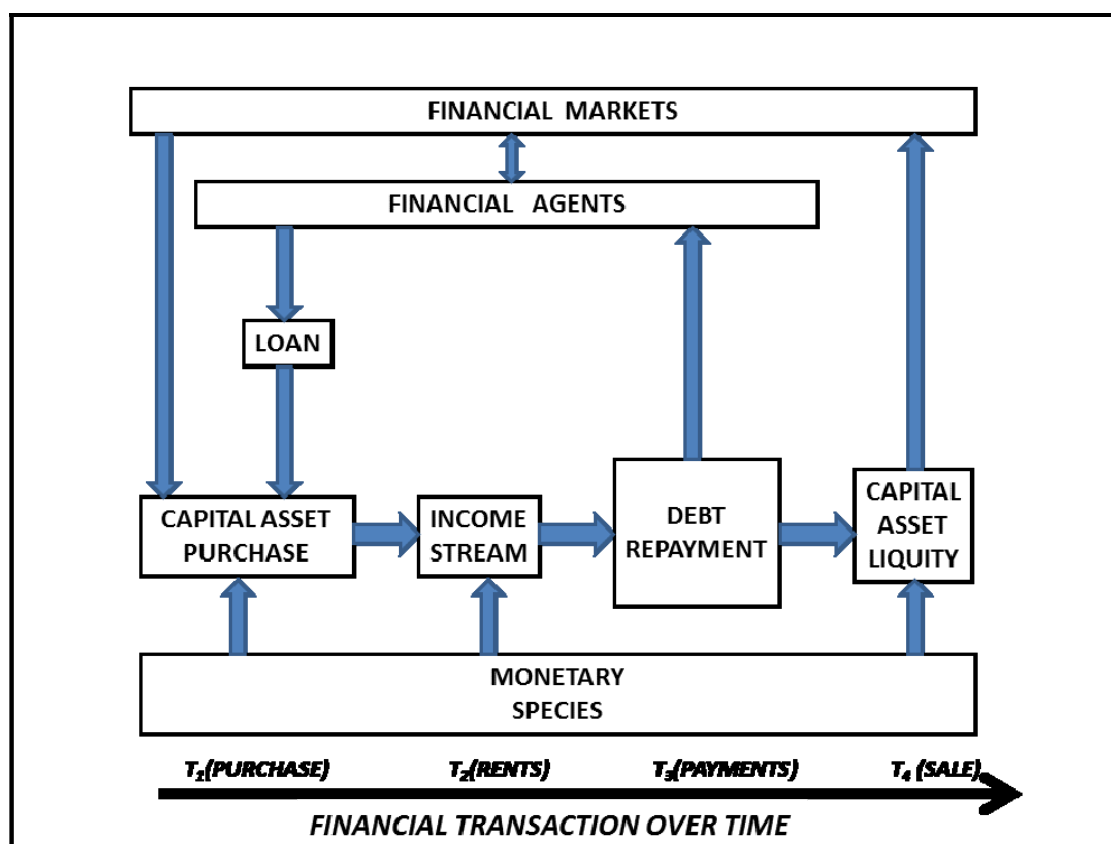 FINANCIAL MARKETS
FINANCIAL AGENTS
LOAN
CAPITAL ASSET
PURCHASE
INCOME
STREAM
DEBT
REPAYMENT
CAPITAL
ASSET
LIQUITY
MONETARY
SPECIES
T₁(PURCHASE) T₂(RENTS) T₃(PAYMENTS) T₄ (SALE)
FINANCIAL TRANSACTION OVER TIME